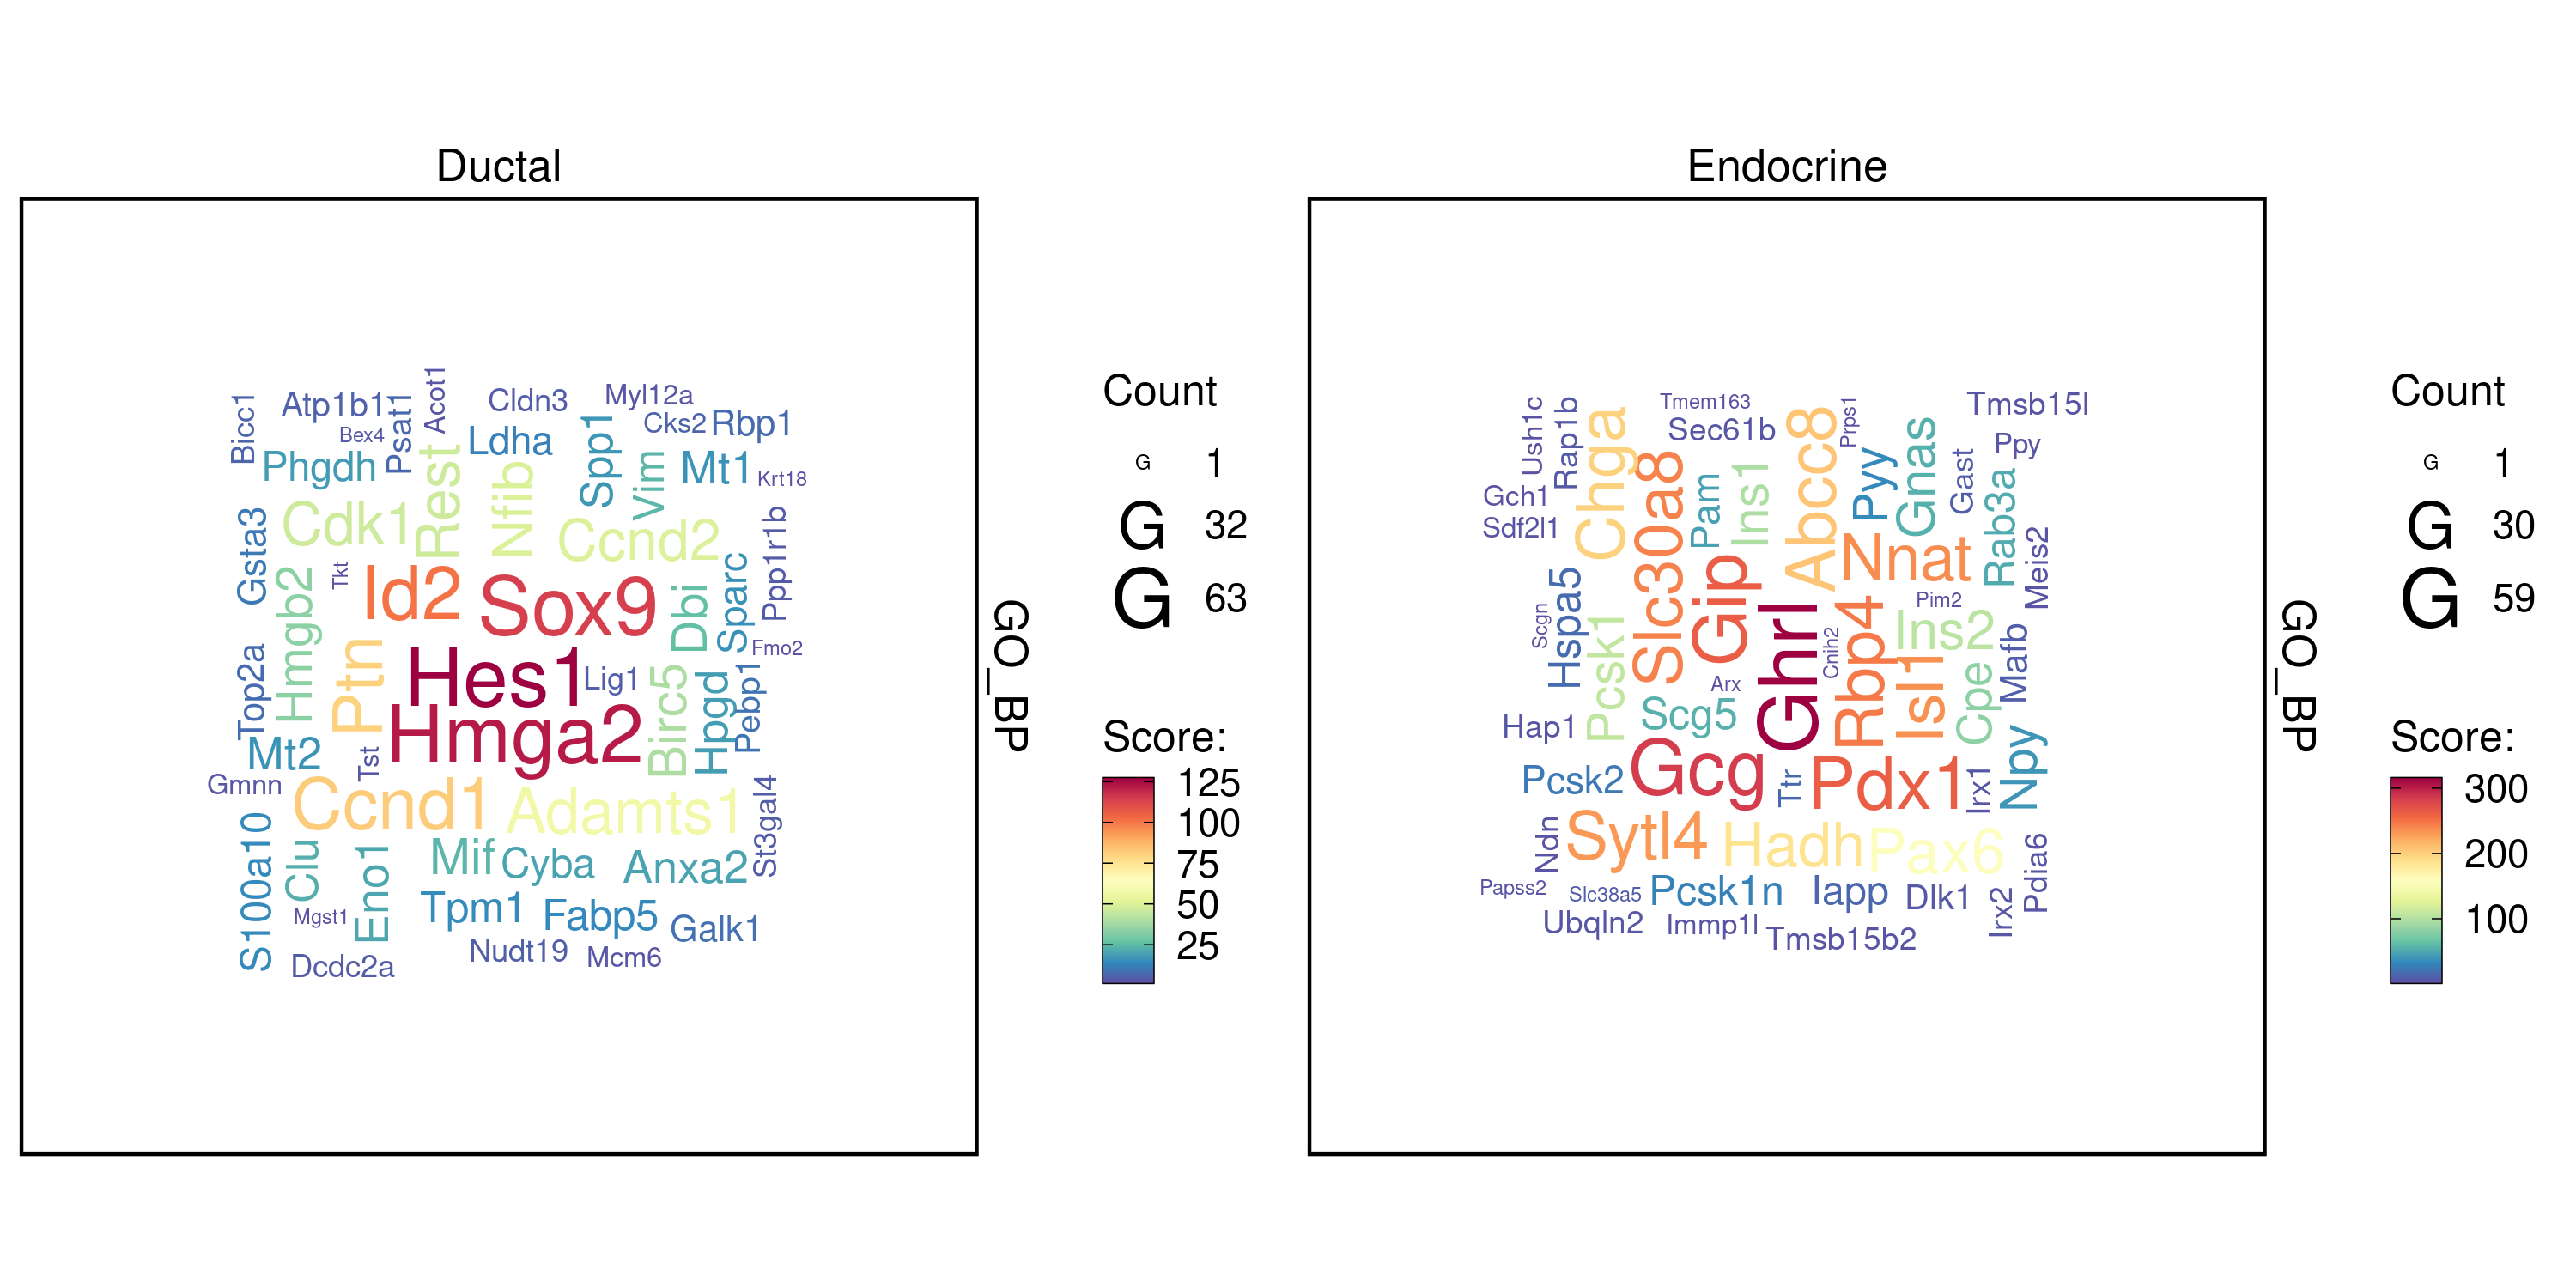 Ductal
Bicc1
Atp1b1
Bex4
Psat1
Acot1
Cldn3
Myl12a
Cks2
Rbp1
Phgdh
Ldha
Spp1
Vim
Mt1
Krt18
Gsta3
Cdk1
Rest
Nfib
Ccnd2
Ppp1r1b
Tkt
Id2
Sox9
Dbi
Sparc
Hmgb2
Fmo2
Top2a
Ptn
Hes1
Lig1
Birc5
Hpgd
Pebp1
Mt2
Tst
Hmga2
Gmnn
Ccnd1
Adamts1
St3gal4
S100a10
Clu
Eno1
Mif
Cyba
Anxa2
Mgst1
Tpm1
Fabp5
Galk1
Dcdc2a
Nudt19
Mcm6
GO_BP
Count
G 1
G 32
G 63
Score:
125
100
75
50
25
Endocrine
Ush1c
Rap1b
Chga
Tmem163
Sec61b
Abcc8
Prps1
Tmsb15l
Ppy
Gch1
Sdf2l1
Slc30a8
Pam
Ins1
Pyy
Gnas
Gast
Rab3a
Nnat
Meis2
Hspa5
Scgn
Pcsk1
Gip
Ghrl
Cnih2
Rbp4
Pim2
Ins2
Isl1
Cpe
Mafb
Arx
Hap1
Scg5
Pcsk2
Gcg
Ttr
Pdx1
Irx1
Npy
Ndn
Sytl4
Hadh
Pax6
Pdia6
Papss2
Slc38a5
Pcsk1n
Iapp
Dlk1
Irx2
Ubqln2
Immp1l
Tmsb15b2
GO_BP
Count
G 1
G 30
G 59
Score:
300
200
100